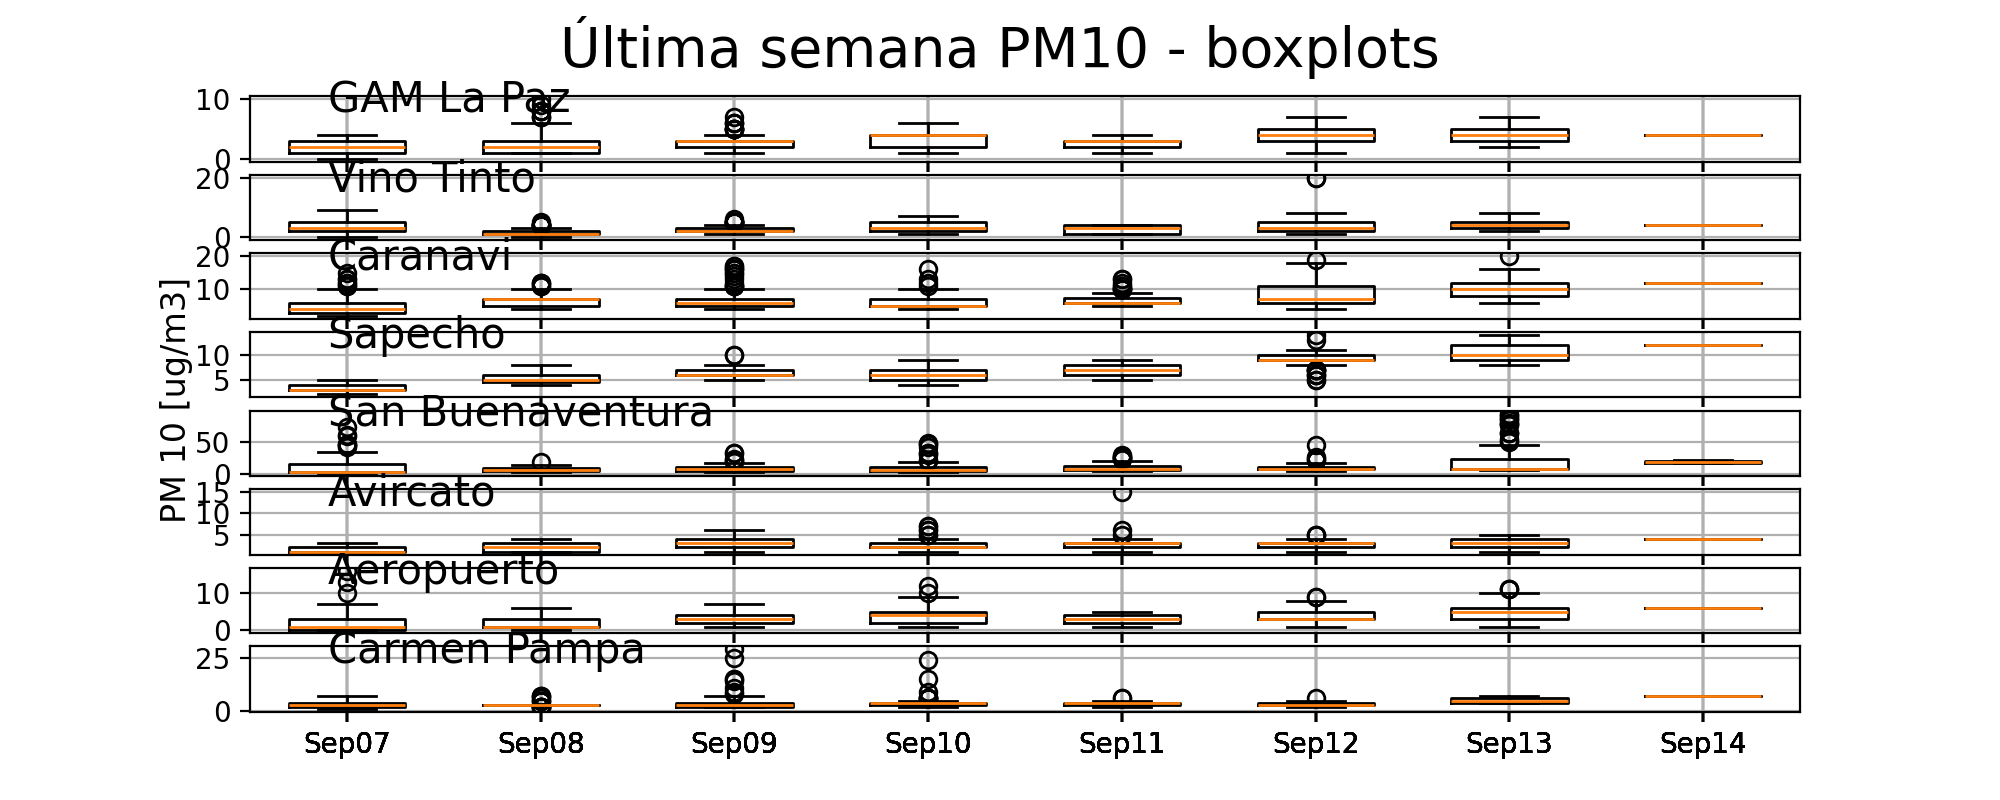 Última semana PM10 - boxplots
GAM La Paz
10
0
Vino Tinto
20
0
Caranavi
20
10
Sapecho
10
5
San Buenaventura
50
0
Avircato
15
10
5
Aeropuerto
10
0
Carmen Pampa
25
0
PM 10 [ug/m3]
Sep07 Sep08 Sep09 Sep10 Sep11 Sep12 Sep13 Sep14